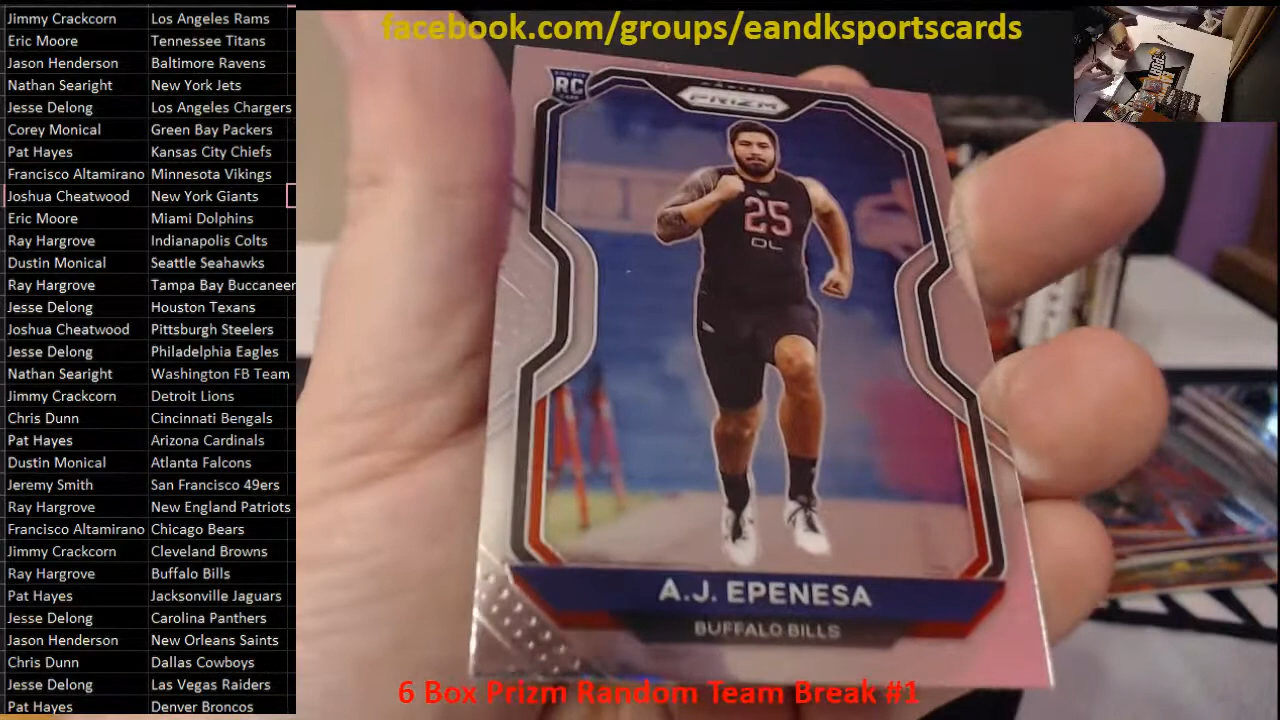 Jimmy Crackcorn Los Angeles Rams
Eric Moore Tennessee Titans
Jason Henderson Baltimore Ravens
Nathan Searight New York Jets
Jesse Delong Los Angeles Chargers
Corey Monical Green Bay Packers
Pat Hayes Kansas City Chiefs
Francisco Altamirano Minnesota Vikings
Joshua Cheatwood New York Giants
Eric Moore Miami Dolphins
Ray Hargrove Indianapolis Colts
Dustin Monical Seattle Seahawks
Ray Hargrove Tampa Bay Buccaneer
Jesse Delong Houston Texans
Joshua Cheatwood Pittsburgh Steelers
Jesse Delong Philadelphia Eagles
Nathan Searight Washington FB Team
Jimmy Crackcorn Detroit Lions
Chris Dunn Cincinnati Bengals
Pat Hayes Arizona Cardinals
Dustin Monical Atlanta Falcons
Jeremy Smith San Francisco 49ers
Ray Hargrove New England Patriots
Francisco Altamirano Chicago Bears
Jimmy Crackcorn Cleveland Browns
Ray Hargrove Buffalo Bills
Pat Hayes Jacksonville Jaguars
Jesse Delong Carolina Panthers
Jason Henderson New Orleans Saints
Chris Dunn Dallas Cowboys
Jesse Delong Las Vegas Raiders
Pat Hayes Denver Broncos
facebook.com/groups/eandksportscards
RC
PANINI
PRIZM
25
OL
A.J. EPENESA
BUFFALO BILLS
6 Box Prizm Random Team Break #1